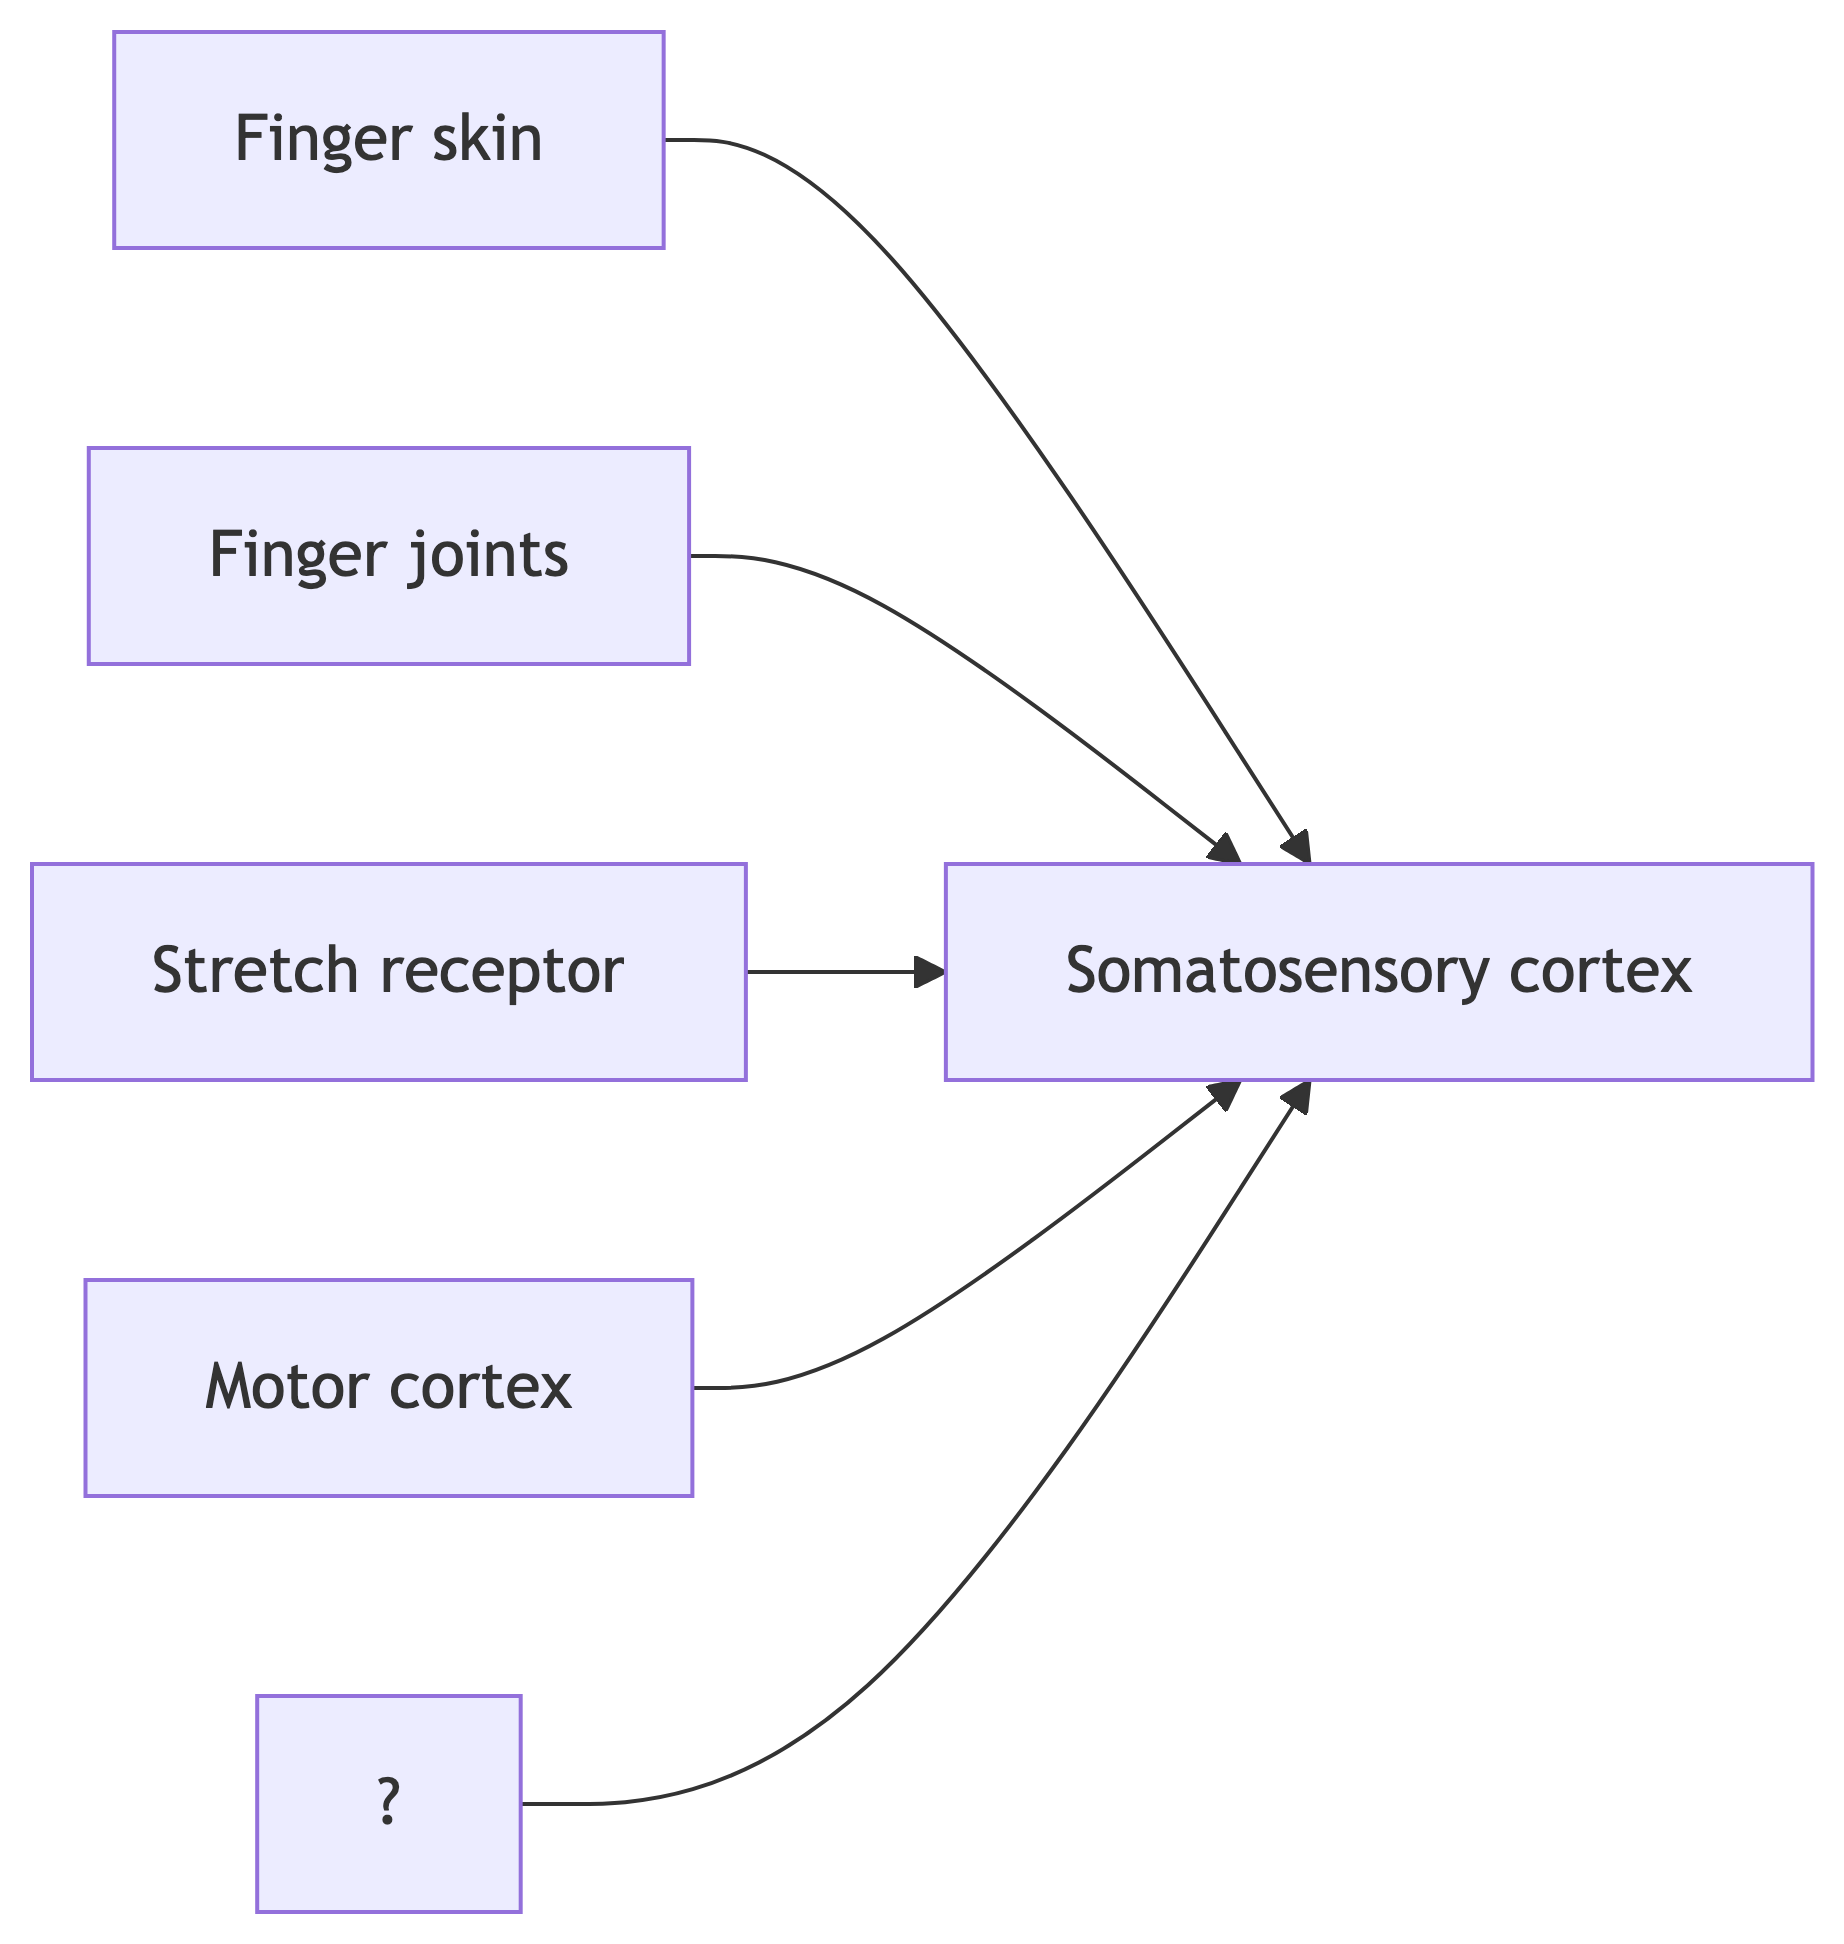 Finger skin
Finger joints
Stretch receptor
Somatosensory cortex
Motor cortex
?